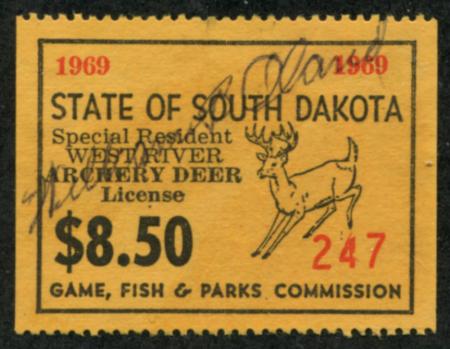 1969 1969
STATE OF SOUTH DAKOTA
Special Resident
WEST RIVER
ARCHERY DEER
License
$8.50
247
GAME, FISH & PARKS COMMISSION